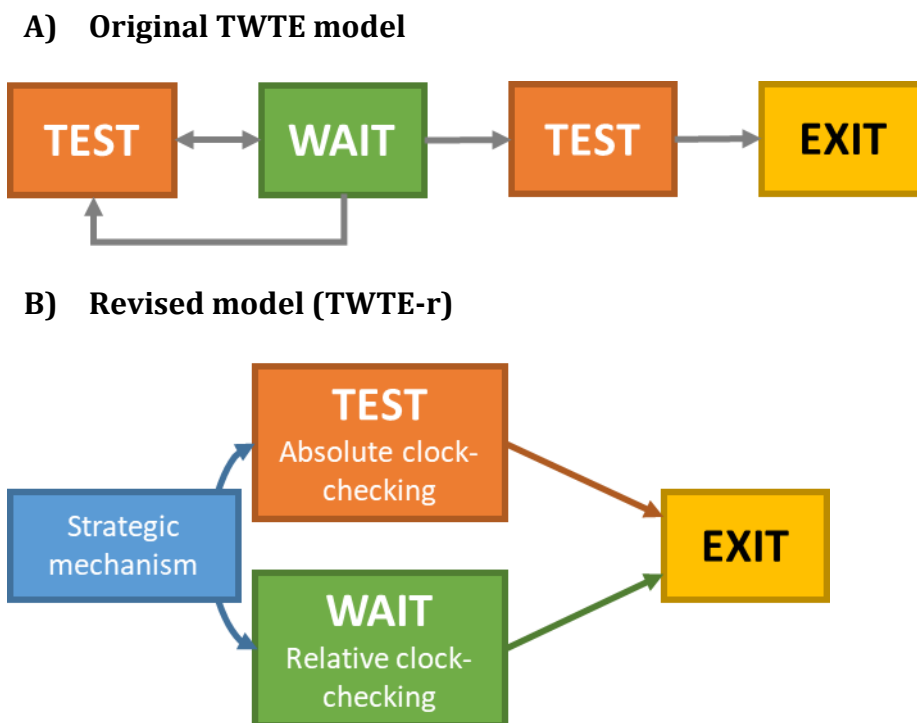 A) Original TWTE model
TEST
WAIT
TEST
EXIT
B) Revised model (TWTE-r)
TEST
Absolute clock-
checking
Strategic
mechanism
EXIT
WAIT
Relative clock-
checking